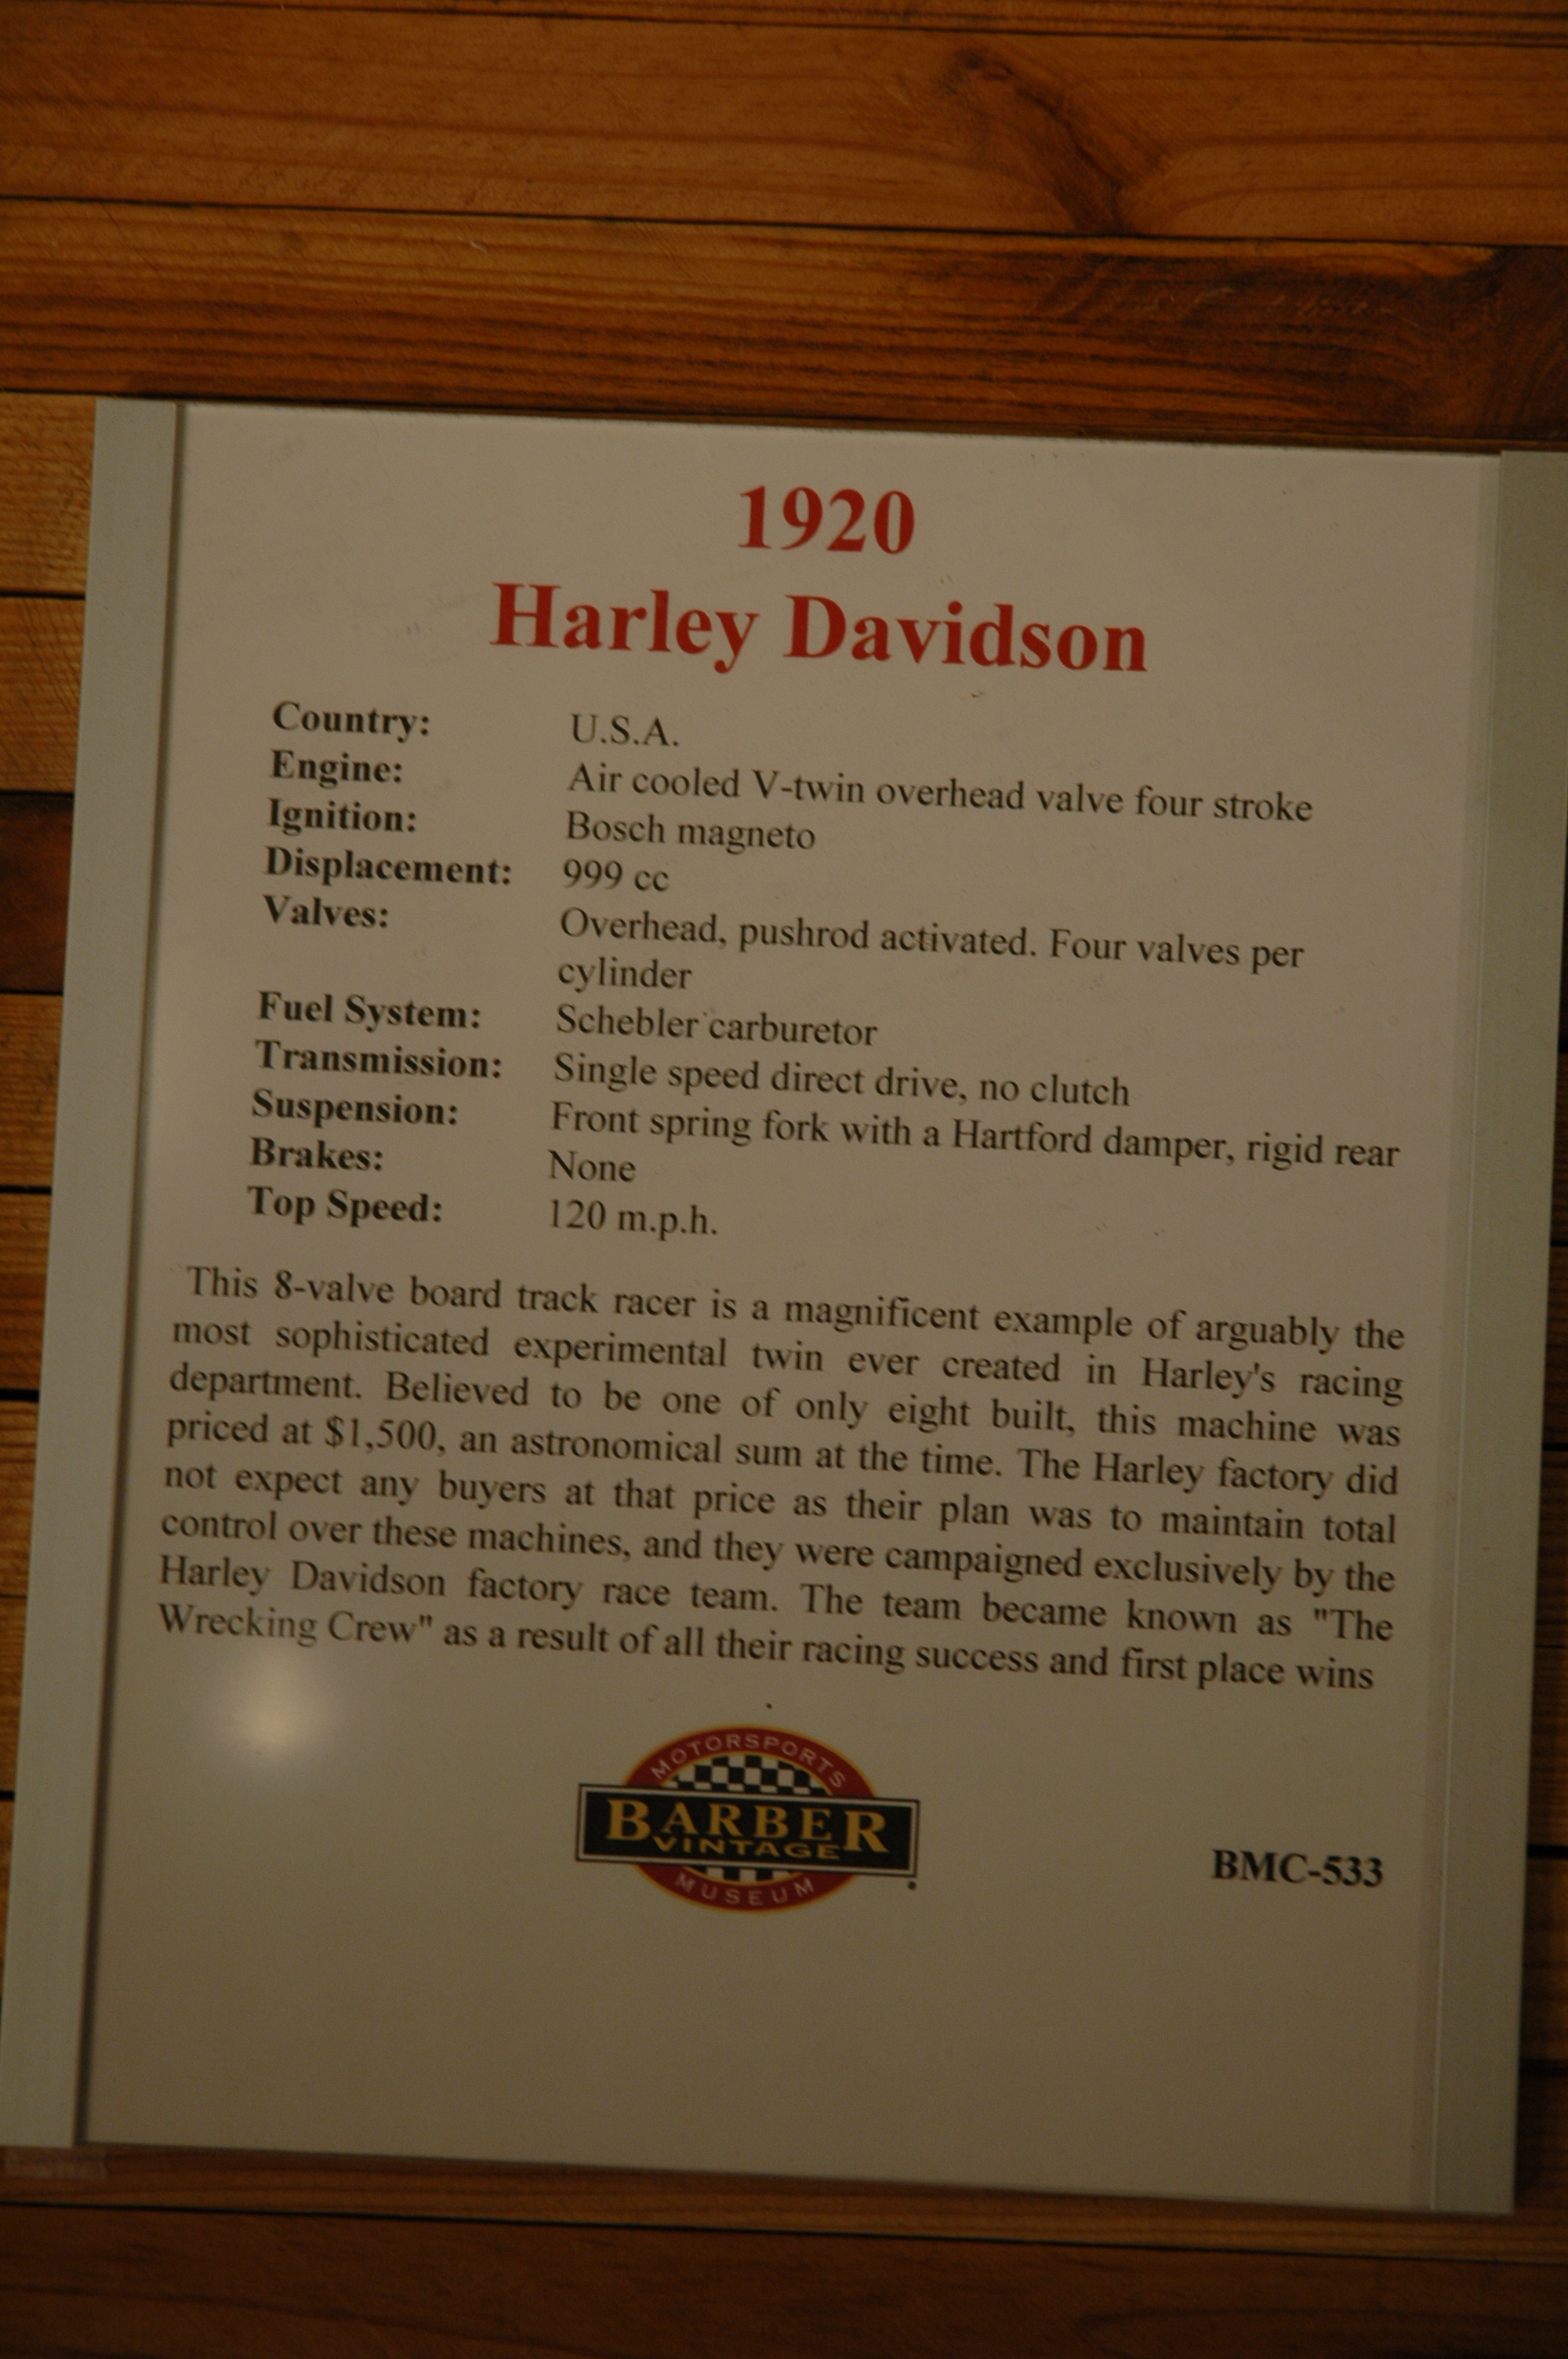 1920
Harley Davidson
Country: U.S.A.
Engine: Air cooled V-twin overhead valve four stroke
Ignition: Bosch magneto
Displacement: 999 cc
Valves: Overhead, pushrod activated. Four valves per
cylinder
Fuel System: Schebler carburetor
Transmission: Single speed direct drive, no clutch
Suspension: Front spring fork with a Hartford damper, rigid rear
Brakes: None
Top Speed: 120 m.p.h.
This 8-valve board track racer is a magnificent example of arguably the
most sophisticated experimental twin ever created in Harley's racing
department. Believed to be one of only eight built, this machine was
priced at $1,500, an astronomical sum at the time. The Harley factory did
not expect any buyers at that price as their plan was to maintain total
control over these machines, and they were campaigned exclusively by the
Harley Davidson factory race team. The team became known as "The
Wrecking Crew" as a result of all their racing success and first place wins
.
MOTORSPORTS
BARBER
VINTAGE
MUSEUM
BMC-533